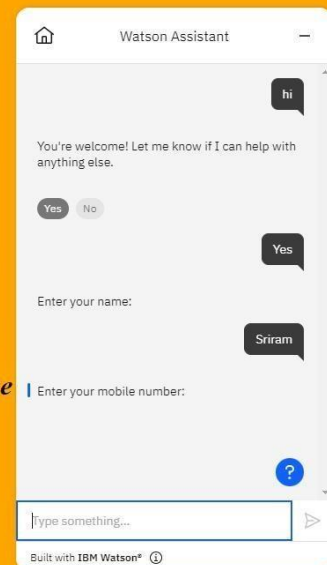 Watson Assistant
hi
You're welcome! Let me know if I can help with
anything else.
Yes No
Yes
Enter your name:
Sriram
e
Enter your mobile number:
?
Type something...
Built with IBM Watson® i